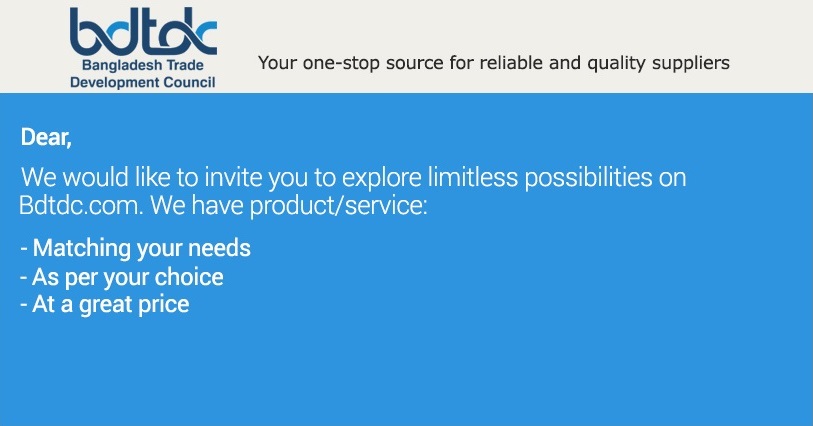 bdtdc
Bangladesh Trade
Development Council
Your one-stop source for reliable and quality suppliers
Dear,
We would like to invite you to explore limitless possibilities on
Bdtdc.com. We have product/service:
- Matching your needs
- As per your choice
- At a great price